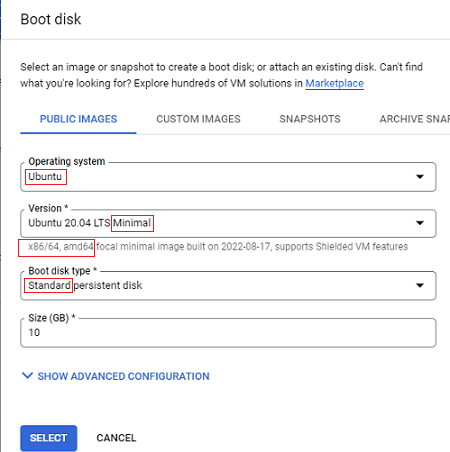 Boot disk
Select an image or snapshot to create a boot disk; or attach an existing disk. Can't find
what you're looking for? Explore hundreds of VM solutions in Marketplace
PUBLIC IMAGES CUSTOM IMAGES SNAPSHOTS ARCHIVE SNAP
Operating system
Ubuntu
Version *
Ubuntu 20.04 LTS Minimal
x86/64, amd64 focal minimal image built on 2022-08-17, supports Shielded VM features
Boot disk type *
Standard persistent disk
Size (GB) *
10
SHOW ADVANCED CONFIGURATION
SELECT CANCEL